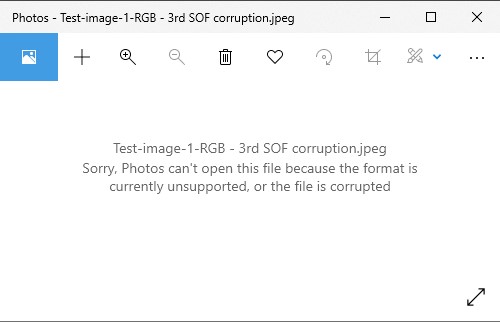 Photos - Test-image-1-RGB - 3rd SOF corruption.jpeg
Test-image-1-RGB - 3rd SOF corruption.jpeg
Sorry, Photos can't open this file because the format is
currently unsupported, or the file is corrupted